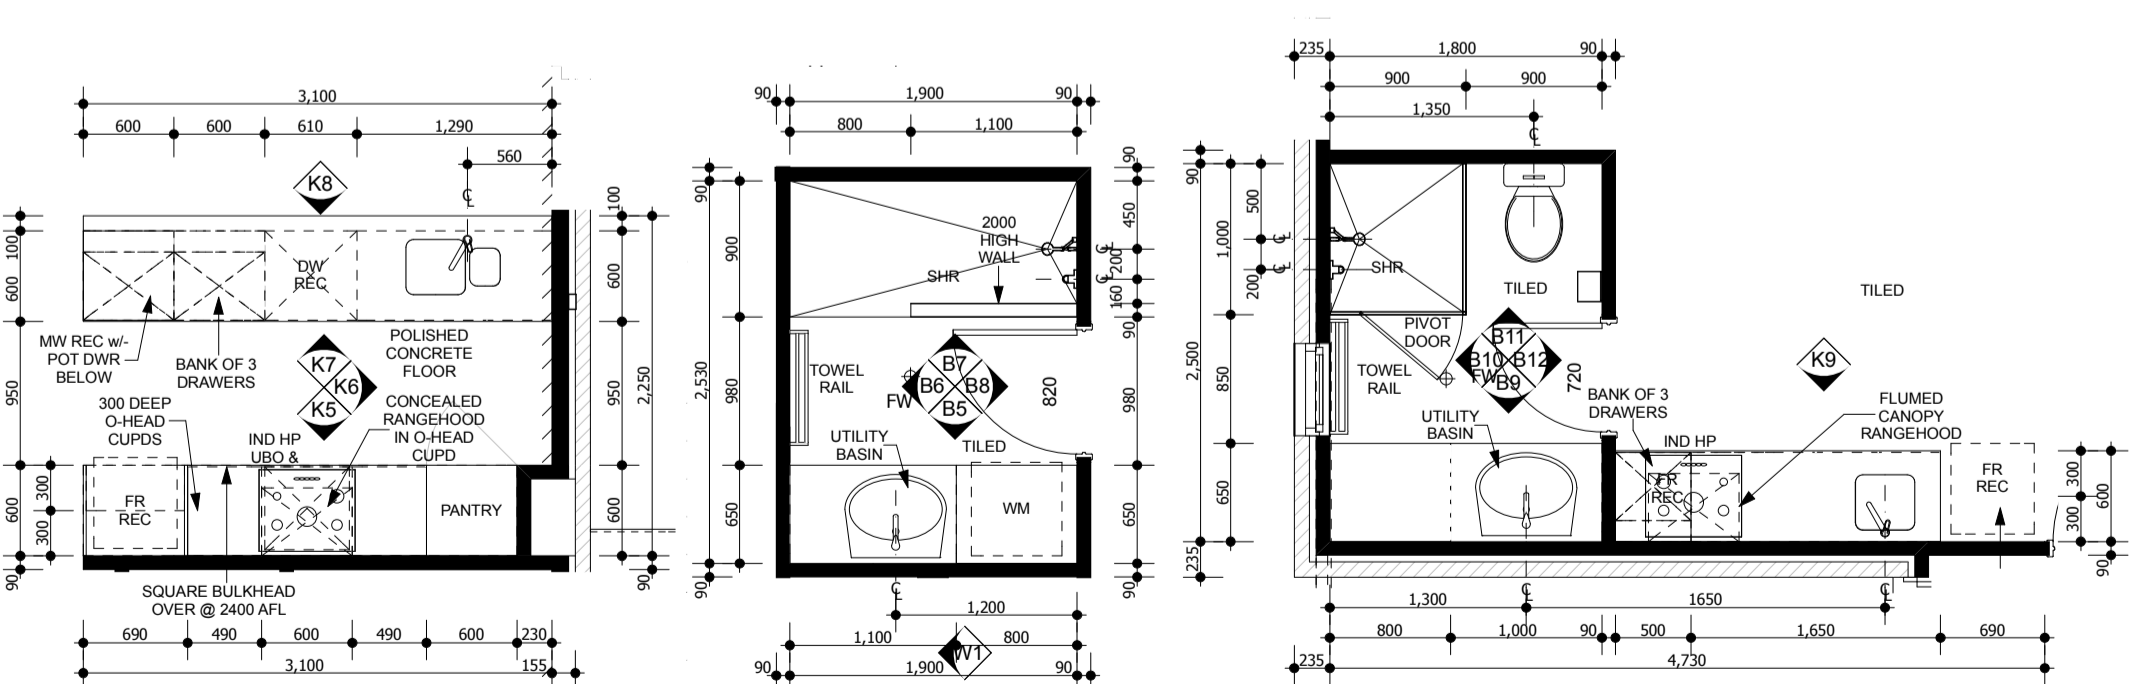 3,100
600 600 610 1,290
560
℄
K8
100
600
950
300
300
600
90
DW
REC
MW REC w/-
POT DWR
BELOW
BANK OF 3
DRAWERS
POLISHED
CONCRETE
FLOOR
K7
K6
K5
300 DEEP
O-HEAD
CUPDS
IND HP
UBO &
CONCEALED
RANGEHOOD
IN O-HEAD
CUPD
FR
REC
PANTRY
SQUARE BULKHEAD
OVER @ 2400 AFL
100
600
950
2,250
600
90
690 490 600 490 600 230
3,100 155
90 1,900 90
800 1,100
90
900
2,530
980
650
90
2000
HIGH
WALL
SHR
TOWEL
RAIL
FW
B7
B6 B8
B5
820
UTILITY
BASIN
TILED
WM
90
450
℄
200
℄
160
90
980
650
90
℄
1,200
1,100 800
W1
90 1,900 90
235 1,800 90
900 900
1,350
℄
90
500
1,000
℄
℄
200
2,500
850
650
235
SHR
TILED
PIVOT
DOOR
TOWEL
RAIL
B11
B10 B12
FW
B9
720
UTILITY
BASIN
TILED
K9
BANK OF 3
DRAWERS
FLUMED
CANOPY
RANGEHOOD
IND HP
FR
REC
FR
REC
300
300
600
90
℄ ℄
1,300 1650
800 1,000 90 500 1,650 690
235 4,730